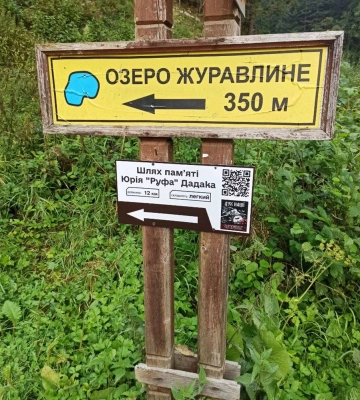 ОЗЕРО ЖУРАВЛИНЕ
350 м
Шлях пам'яті
Юрія "Руфа" Дадака
12 км
легкий